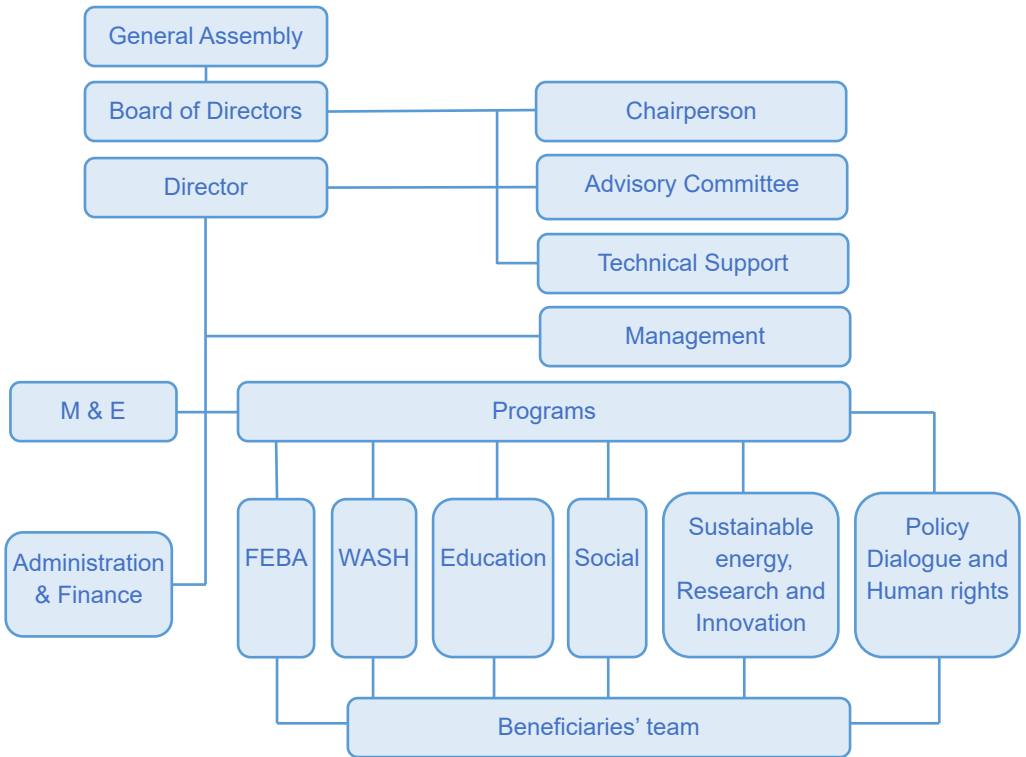 General Assembly
Board of Directors
Chairperson
Director
Advisory Committee
Technical Support
Management
M & E
Programs
Administration
& Finance
FEBA
WASH
Education
Social
Sustainable
energy,
Research and
Innovation
Policy
Dialogue and
Human rights
Beneficiaries’ team